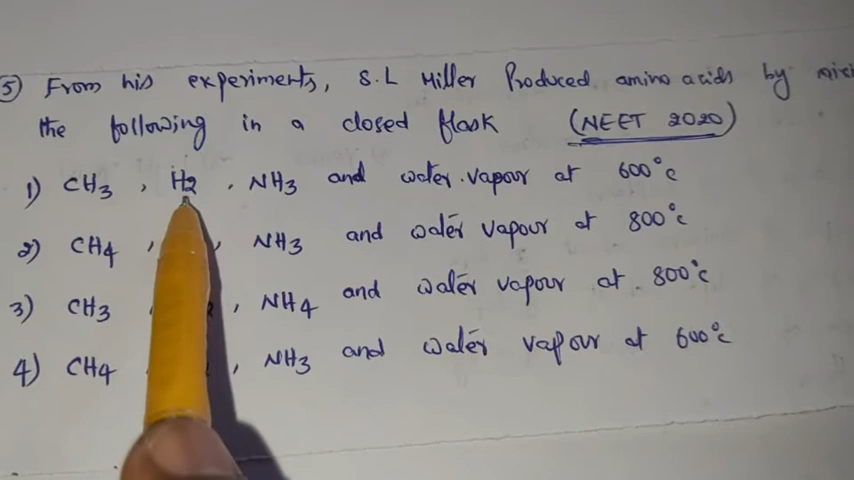 5 From his experiments, S.L Miller Produced amino acids by
the following in a closed flask (NEET 2020)
1) CH3, H2, NH3 and water vapour at 600°c
2) CH4, , NH3 and water vapour at 800°c
3) CH3 , NH4 and water vapour at 800°c
4) CH4, , NH3 and water vapour at 600°c